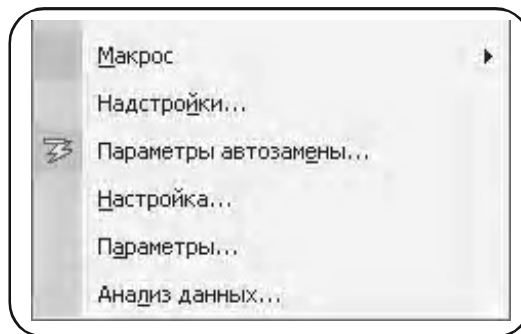 Макрос
Надстройки...
Параметры автозамены...
Настройка...
Параметры...
Анализ данных...